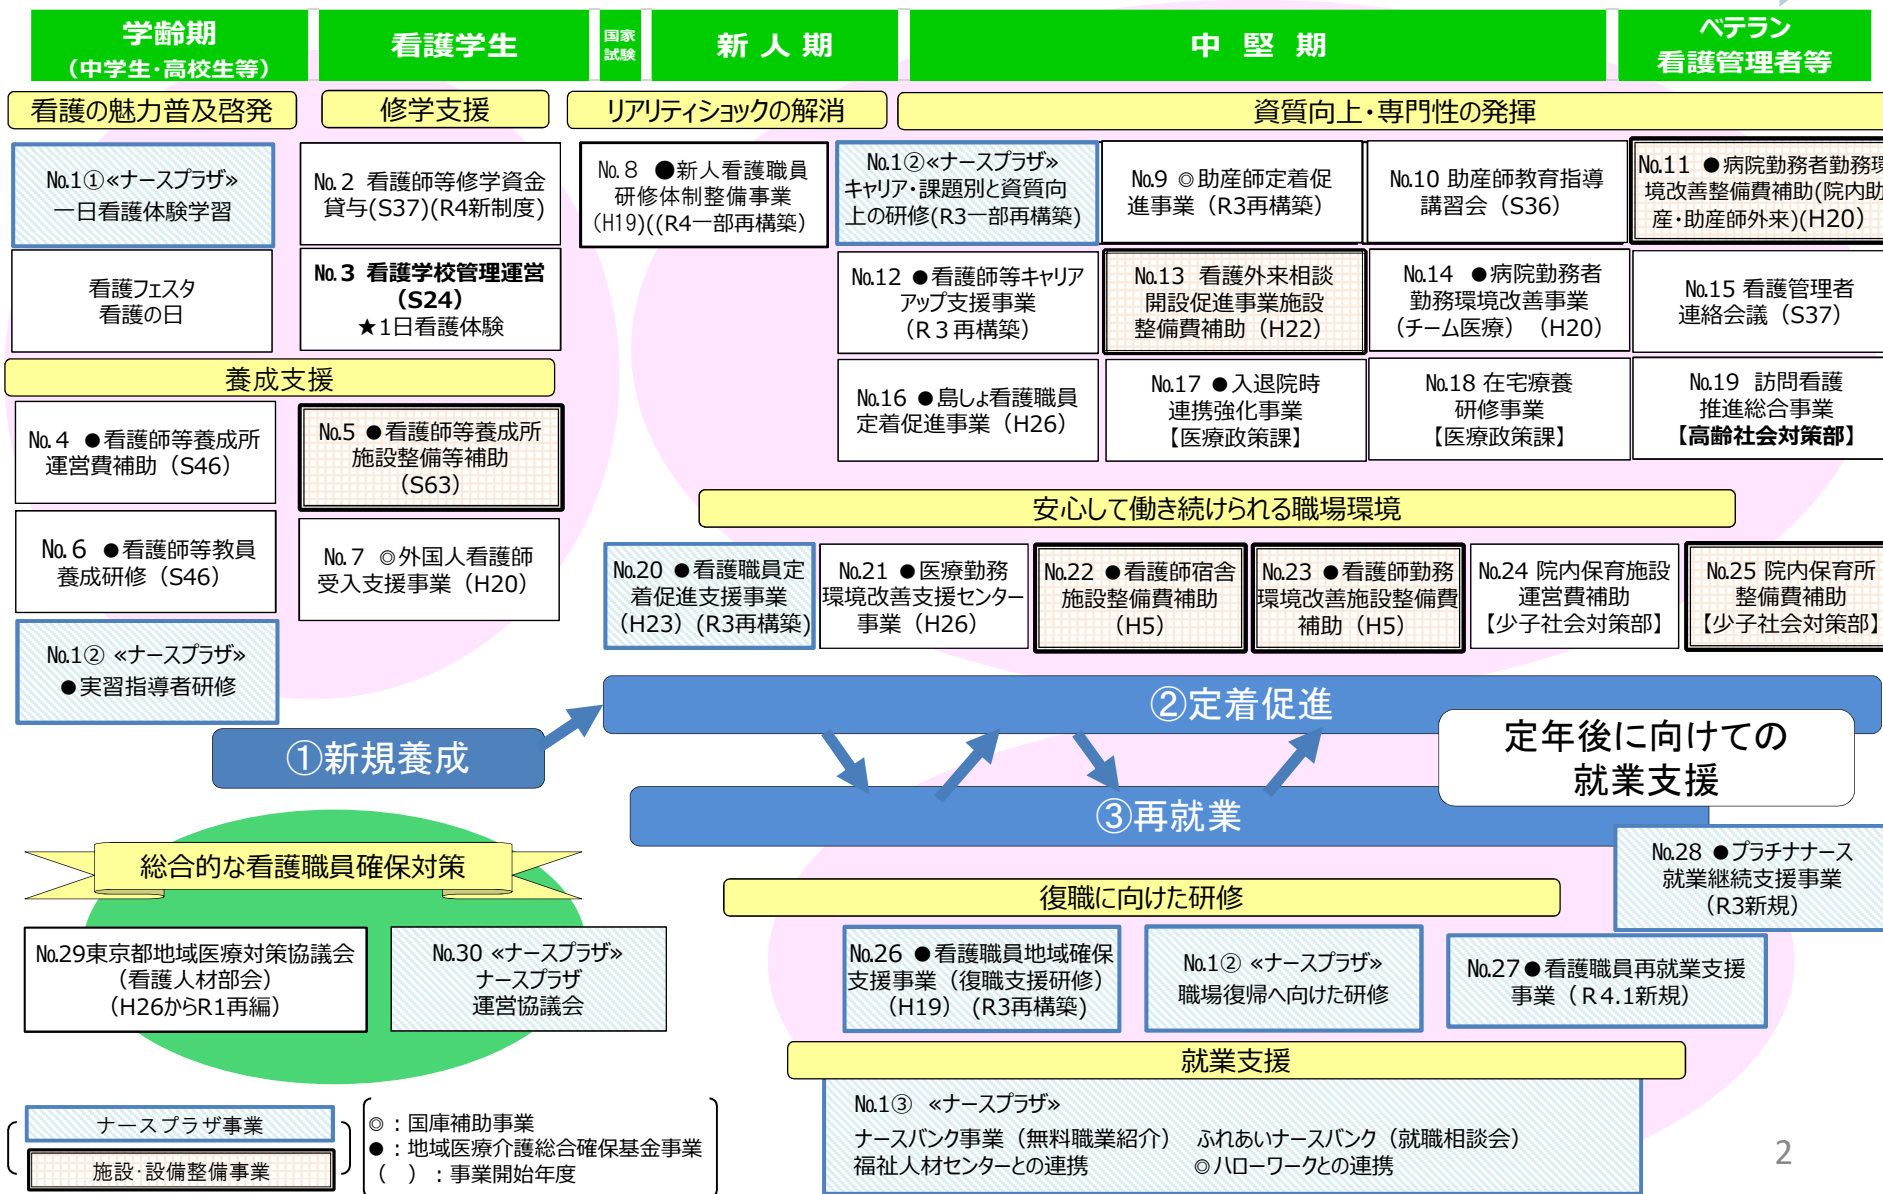 学齢期
（中学生・高校生等）
看護学生
国家
試験
新人期
中堅期
ベテラン
看護管理者等
看護の魅力普及啓発
修学支援
リアリティショックの解消
資質向上・専門性の発揮
No.1①≪ナースプラザ≫
一日看護体験学習
No.2 看護師等修学資金
貸与(S37)(R4新制度)
No.8 ●新人看護職員
研修体制整備事業
(H19)((R4一部再構築)
No.1②≪ナースプラザ≫
キャリア・課題別と資質向
上の研修(R3一部再構築)
No.9 ◎助産師定着促
進事業（R3再構築）
No.10 助産師教育指導
講習会（S36）
No.11 ●病院勤務者勤務環
境改善整備費補助(院内助
産・助産師外来)(H20)
看護フェスタ
看護の日
No.3 看護学校管理運営
（S24）
★1日看護体験
No.12 ●看護師等キャリア
アップ支援事業
（R３再構築）
No.13 看護外来相談
開設促進事業施設
整備費補助（H22）
No.14 ●病院勤務者
勤務環境改善事業
（チーム医療）（H20）
No.15 看護管理者
連絡会議（S37）
養成支援
No.4 ●看護師等養成所
運営費補助（S46）
No.5 ●看護師等養成所
施設整備等補助
（S63）
No.16 ●島しょ看護職員
定着促進事業（H26）
No.17 ●入退院時
連携強化事業
【医療政策課】
No.18 在宅療養
研修事業
【医療政策課】
No.19 訪問看護
推進総合事業
【高齢社会対策部】
安心して働き続けられる職場環境
No.6 ●看護師等教員
養成研修（S46）
No.7 ◎外国人看護師
受入支援事業（H20）
No.20 ●看護職員定
着促進支援事業
（H23）(R3再構築)
No.21 ●医療勤務
環境改善支援センター
事業（H26）
No.22 ●看護師宿舎
施設整備費補助
（H5）
No.23 ●看護師勤務
環境改善施設整備費
補助（H5）
No.24 院内保育施設
運営費補助
【少子社会対策部】
No.25 院内保育所
整備費補助
【少子社会対策部】
No.1② ≪ナースプラザ≫
●実習指導者研修
②定着促進
①新規養成
定年後に向けての
就業支援
③再就業
総合的な看護職員確保対策
No.28 ●プラチナナース
就業継続支援事業
（R3新規）
復職に向けた研修
No.29東京都地域医療対策協議会
（看護人材部会）
（H26からR1再編）
No.30 ≪ナースプラザ≫
ナースプラザ
運営協議会
No.26 ●看護職員地域確保
支援事業（復職支援研修）
（H19）（R3再構築)
No.1② ≪ナースプラザ≫
職場復帰へ向けた研修
No.27●看護職員再就業支援
事業（Ｒ4.1新規）
就業支援
No.1③ ≪ナースプラザ≫
ナースバンク事業（無料職業紹介） ふれあいナースバンク（就職相談会）
福祉人材センターとの連携 ◎ハローワークとの連携
ナースプラザ事業
施設・設備整備事業
◎：国庫補助事業
●：地域医療介護総合確保基金事業
（ ）：事業開始年度
2